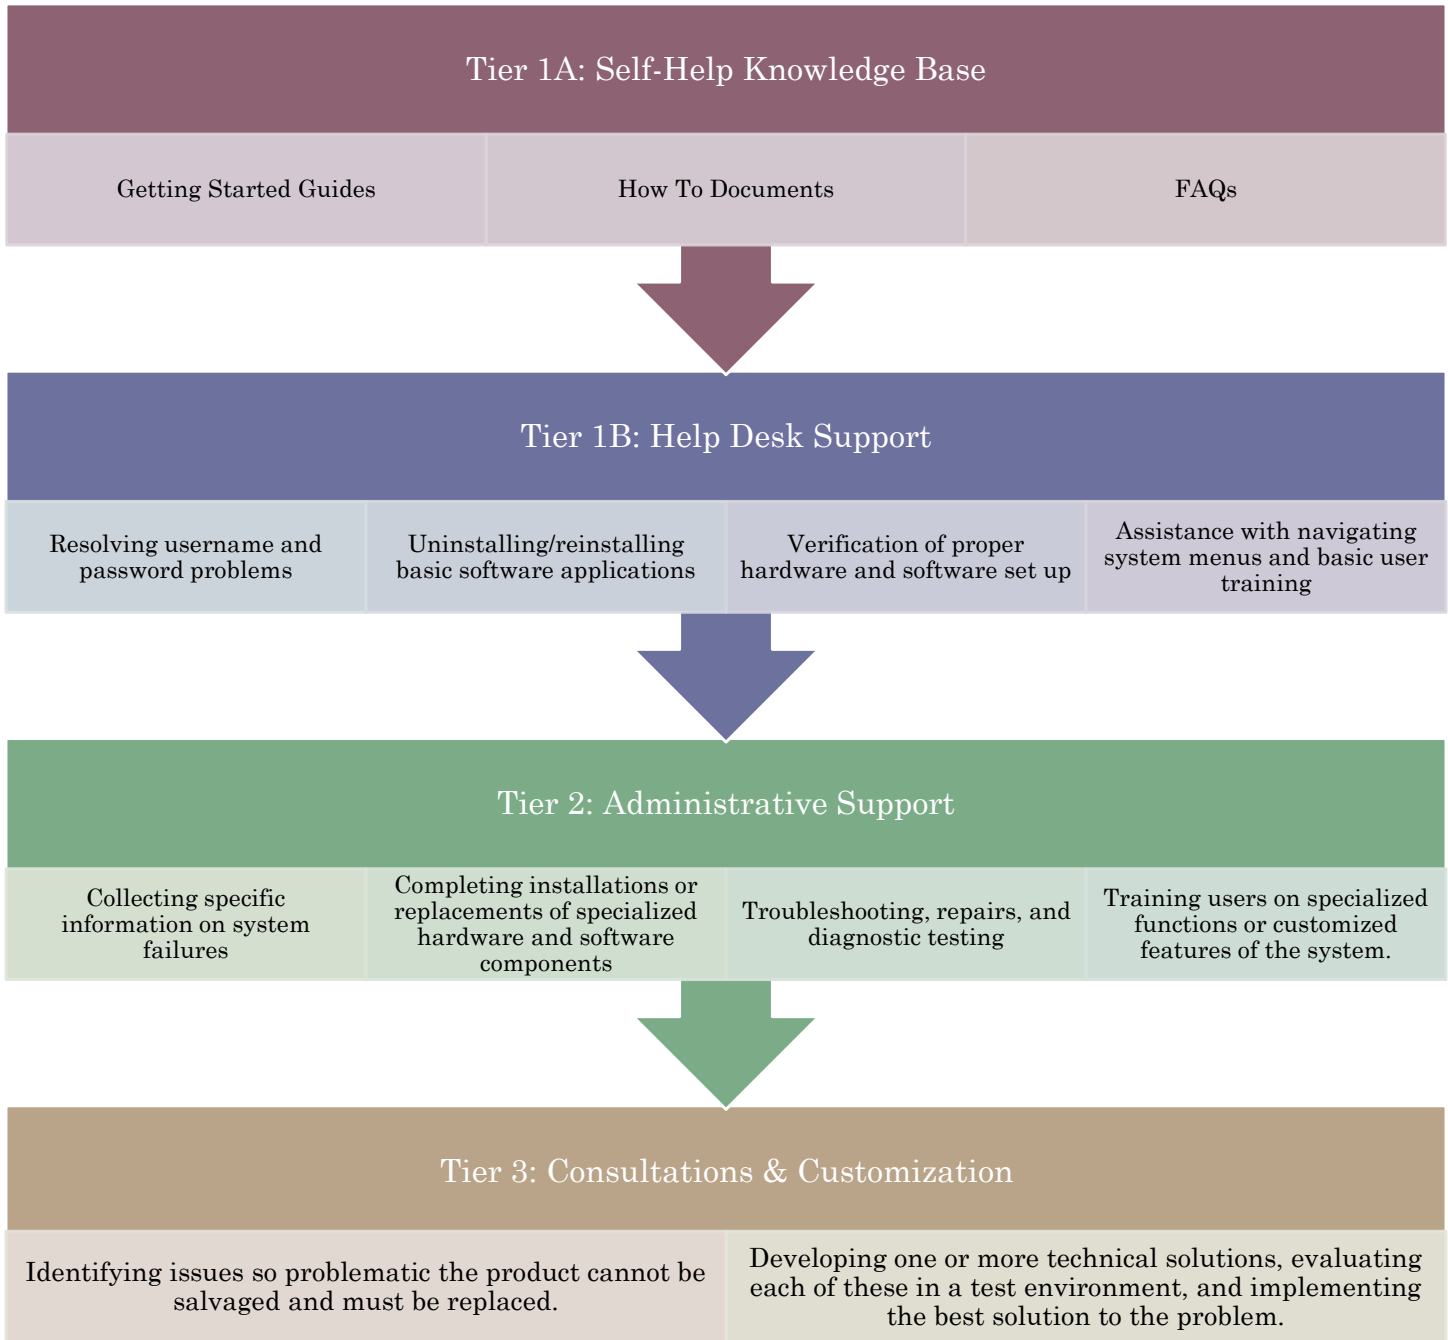 Tier 1A: Self-Help Knowledge Base
Getting Started Guides
How To Documents
FAQs
Tier 1B: Help Desk Support
Resolving username and
password problems
Uninstalling/reinstalling
basic software applications
Verification of proper
hardware and software set up
Assistance with navigating
system menus and basic user
training
Tier 2: Administrative Support
Collecting specific
information on system
failures
Completing installations or
replacements of specialized
hardware and software
components
Troubleshooting, repairs, and
diagnostic testing
Training users on specialized
functions or customized
features of the system.
Tier 3: Consultations & Customization
Identifying issues so problematic the product cannot be
salvaged and must be replaced.
Developing one or more technical solutions, evaluating
each of these in a test environment, and implementing
the best solution to the problem.